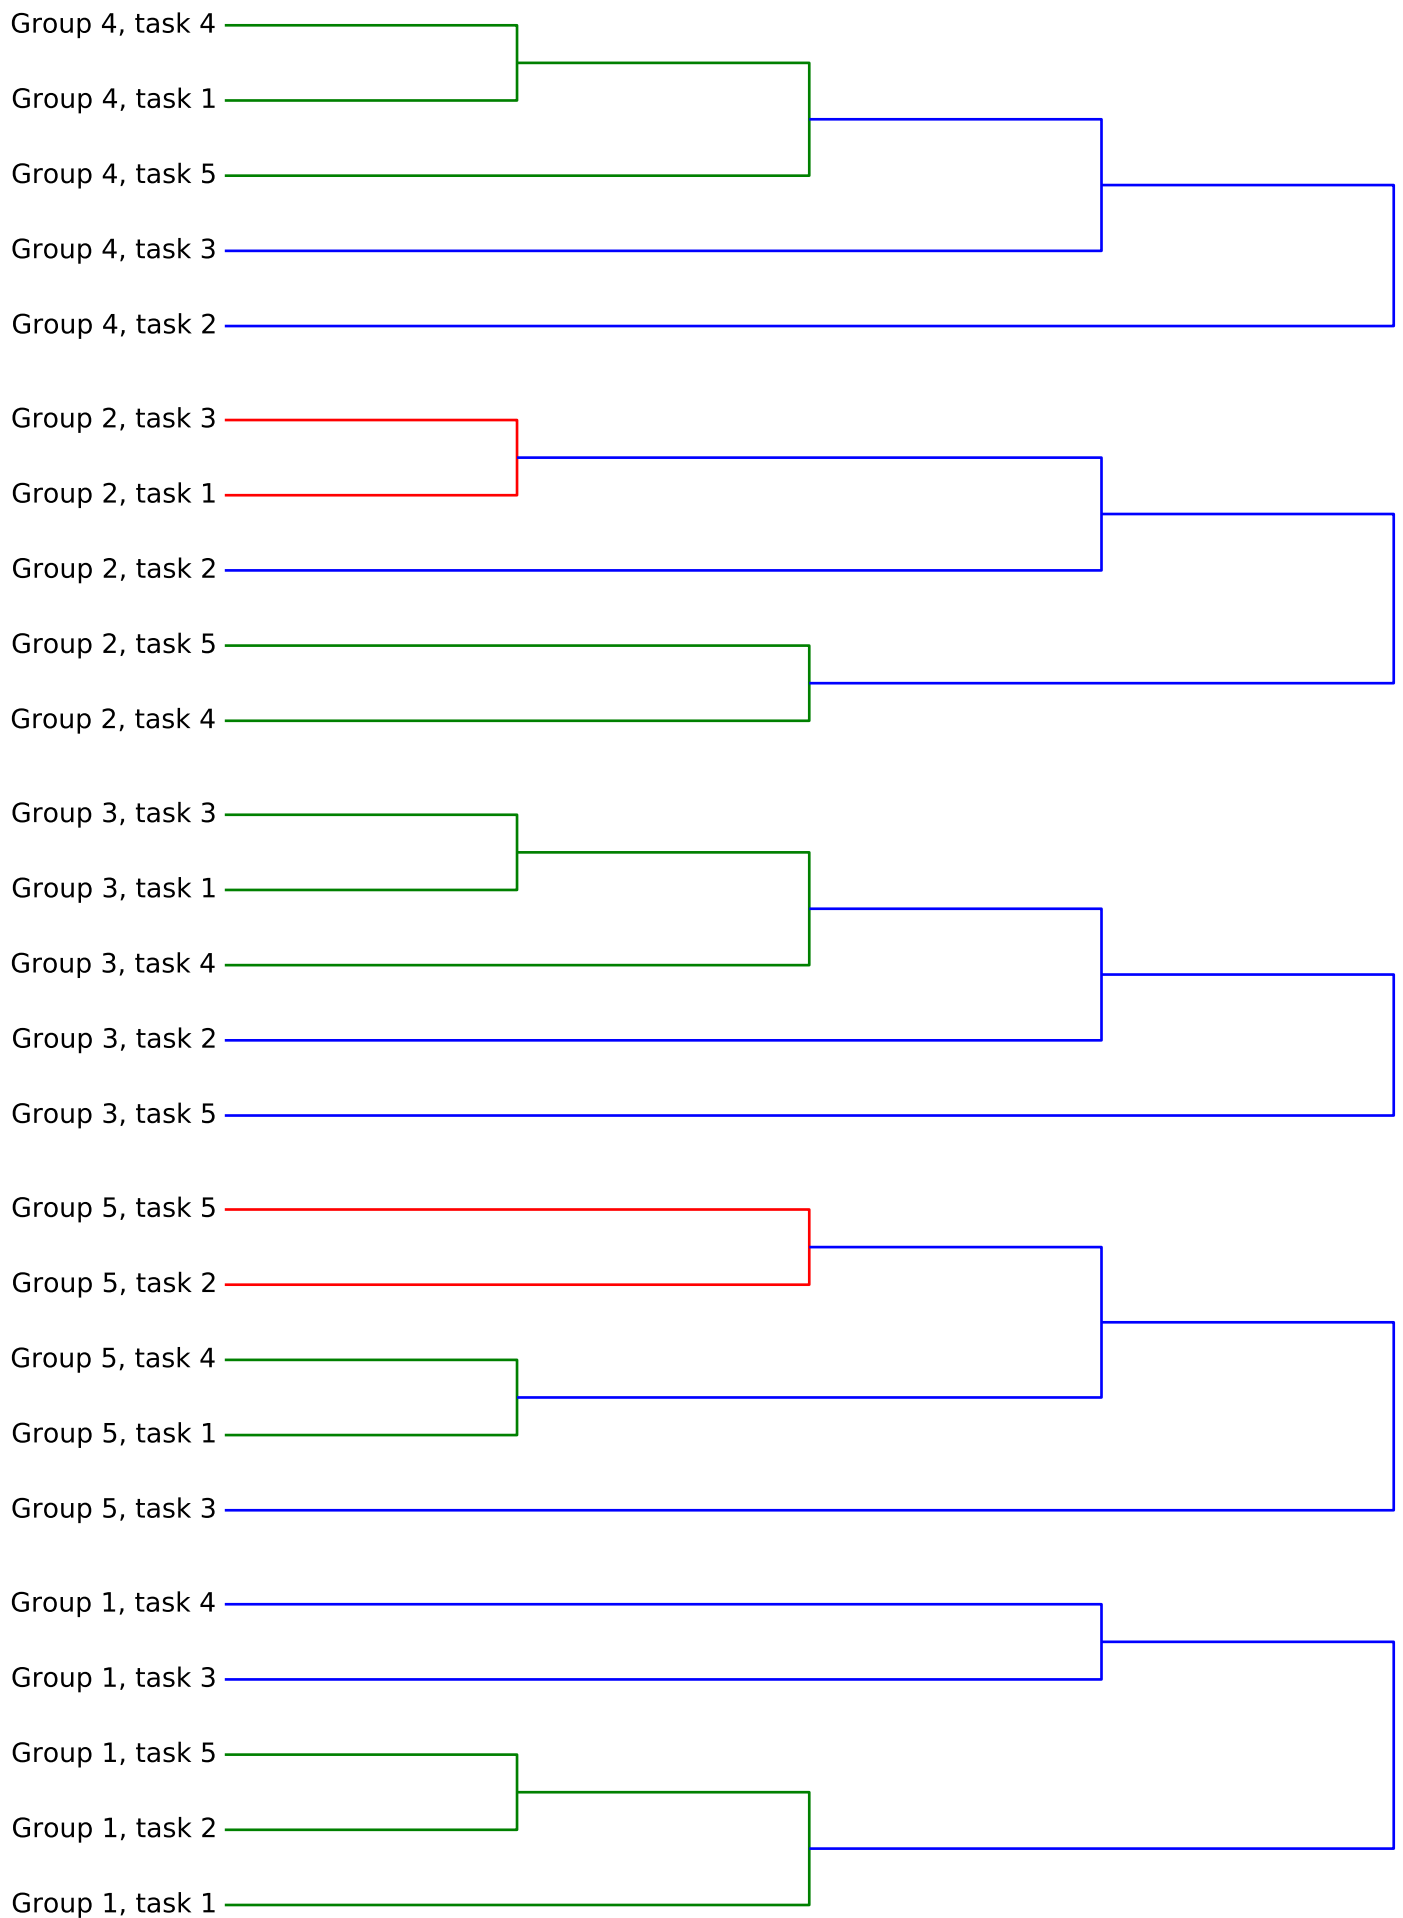 Group 4, task 4
Group 4, task 1
Group 4, task 5
Group 4, task 3
Group 4, task 2
Group 2, task 3
Group 2, task 1
Group 2, task 2
Group 2, task 5
Group 2, task 4
Group 3, task 3
Group 3, task 1
Group 3, task 4
Group 3, task 2
Group 3, task 5
Group 5, task 5
Group 5, task 2
Group 5, task 4
Group 5, task 1
Group 5, task 3
Group 1, task 4
Group 1, task 3
Group 1, task 5
Group 1, task 2
Group 1, task 1